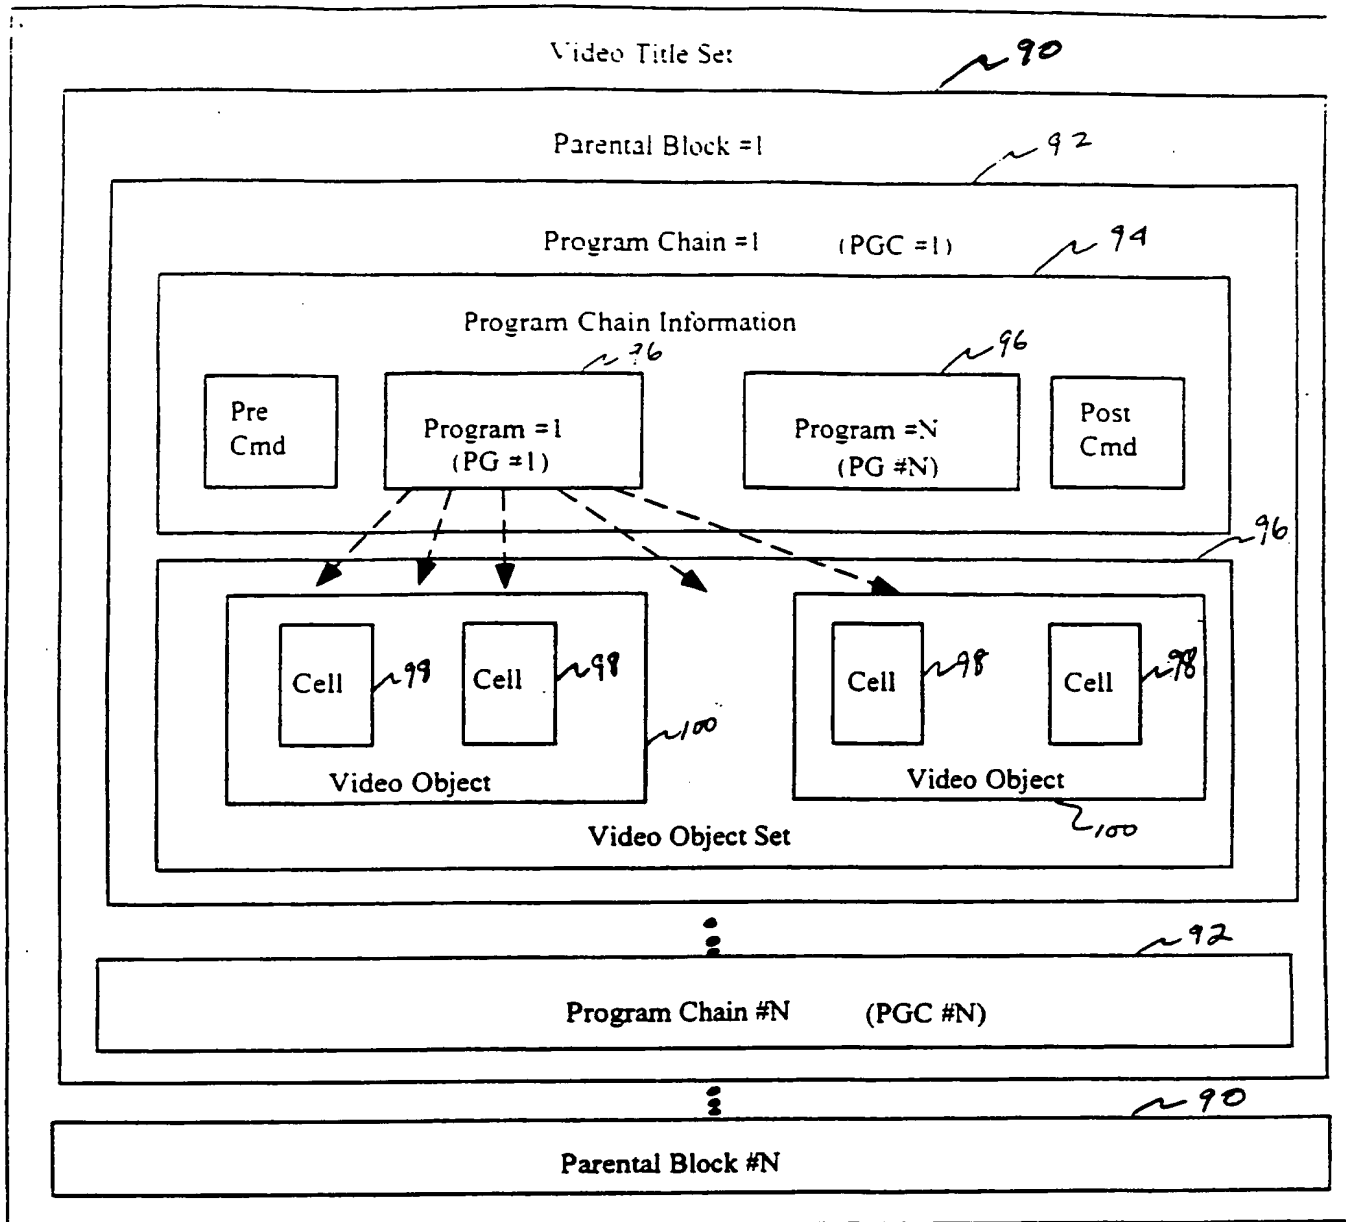 Video Title Set
90
Parental Block =1
92
Program Chain =1 (PGC =1)
94
Program Chain Information
96
96
Pre
Cmd
Program =1
(PG =1)
Program =N
(PG #N)
Post
Cmd
96
Cell
98
Cell
98
Cell
98
Cell
98
100
Video Object
Video Object
100
Video Object Set
92
Program Chain #N (PGC #N)
90
Parental Block #N